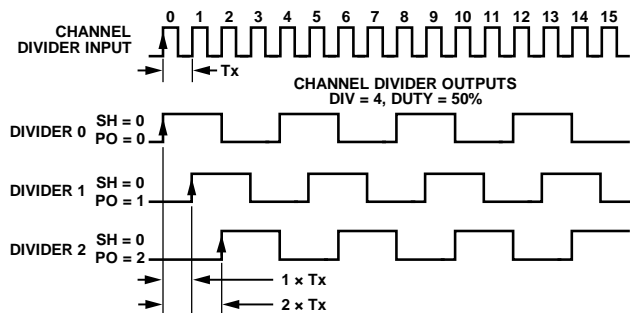 0 1 2 3 4 5 6 7 8 9 10 11 12 13 14 15
CHANNEL
DIVIDER INPUT
Tx
CHANNEL DIVIDER OUTPUTS
DIV = 4, DUTY = 50%
DIVIDER 0 SH = 0
PO = 0
DIVIDER 1 SH = 0
PO = 1
DIVIDER 2 SH = 0
PO = 2
1 × Tx
2 × Tx